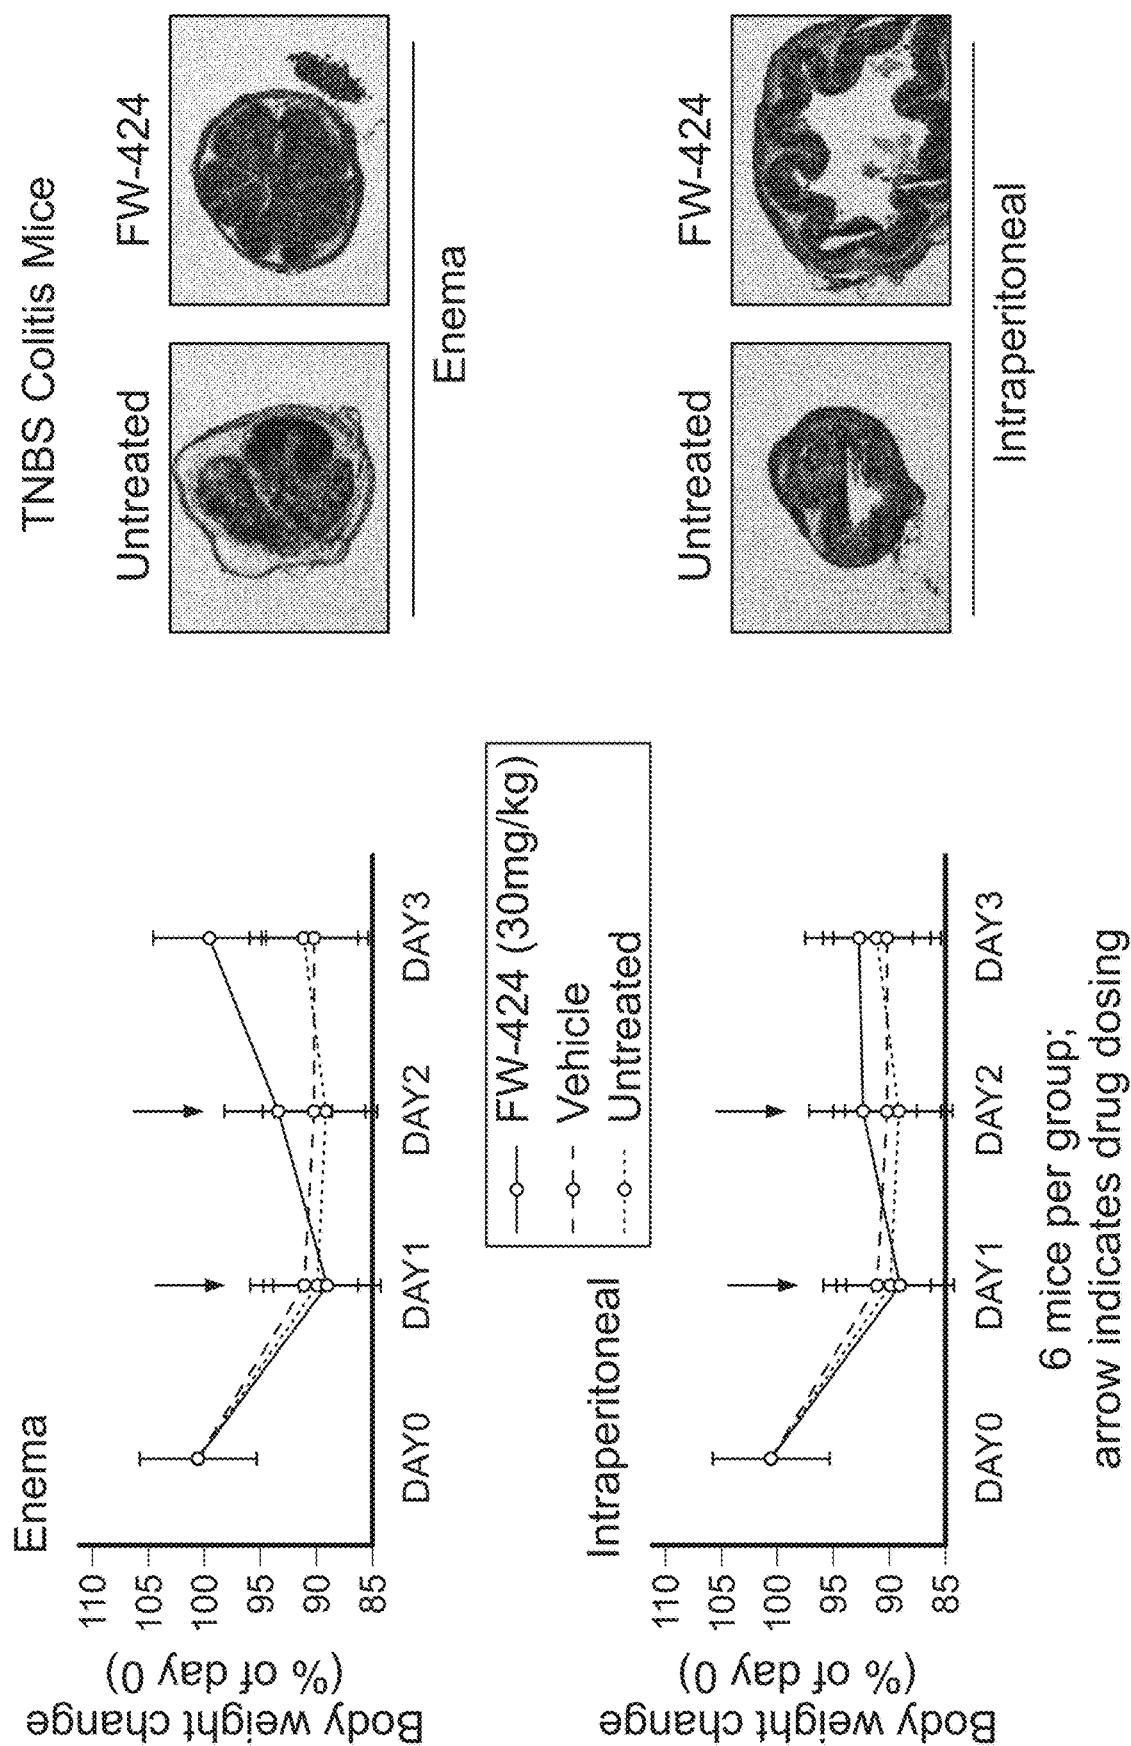 TNBS Colitis Mice
Enema
Body weight change
(% of day 0)
110
105
100
95
90
85
DAY0
DAY1
DAY2
DAY3
Untreated
FW-424
Enema
FW-424 (30mg/kg)
Vehicle
Untreated
Intraperitoneal
Body weight change
(% of day 0)
110
105
100
95
90
85
DAY0
DAY1
DAY2
DAY3
Untreated
FW-424
Intraperitoneal
6 mice per group;
arrow indicates drug dosing